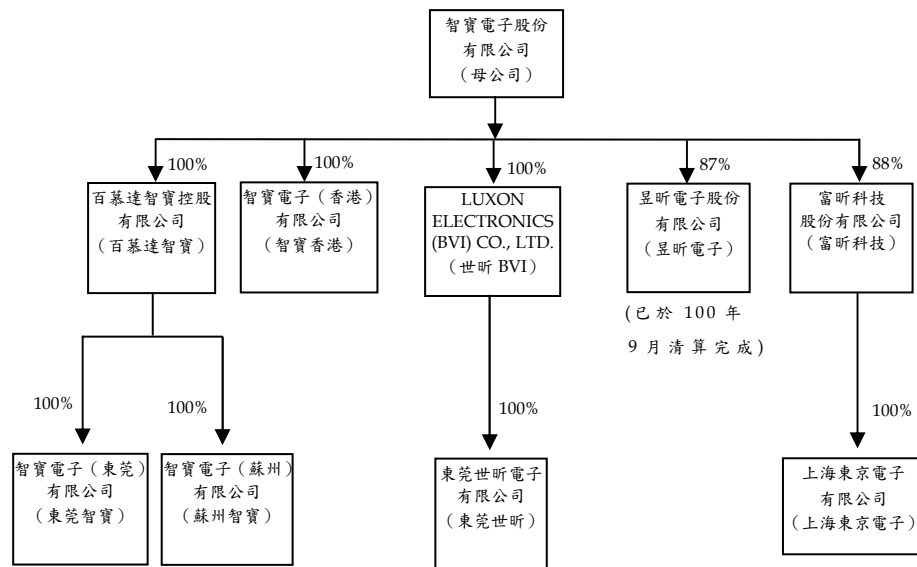 智寶電子股份
有限公司
（母公司）
100%
100%
100%
87%
88%
百慕達智寶控股
有限公司
（百慕達智寶）
智寶電子（香港）
有限公司
（智寶香港）
LUXON
ELECTRONICS
(BVI) CO., LTD.
（世昕 BVI）
昱昕電子股份
有限公司
（昱昕電子）
富昕科技
股份有限公司
（富昕科技）
(已於 100 年
9 月清算完成)
100%
100%
100%
100%
智寶電子（東莞）
有限公司
（東莞智寶）
智寶電子（蘇州）
有限公司
（蘇州智寶）
東莞世昕電子
有限公司
（東莞世昕）
上海東京電子
有限公司
（上海東京電子）